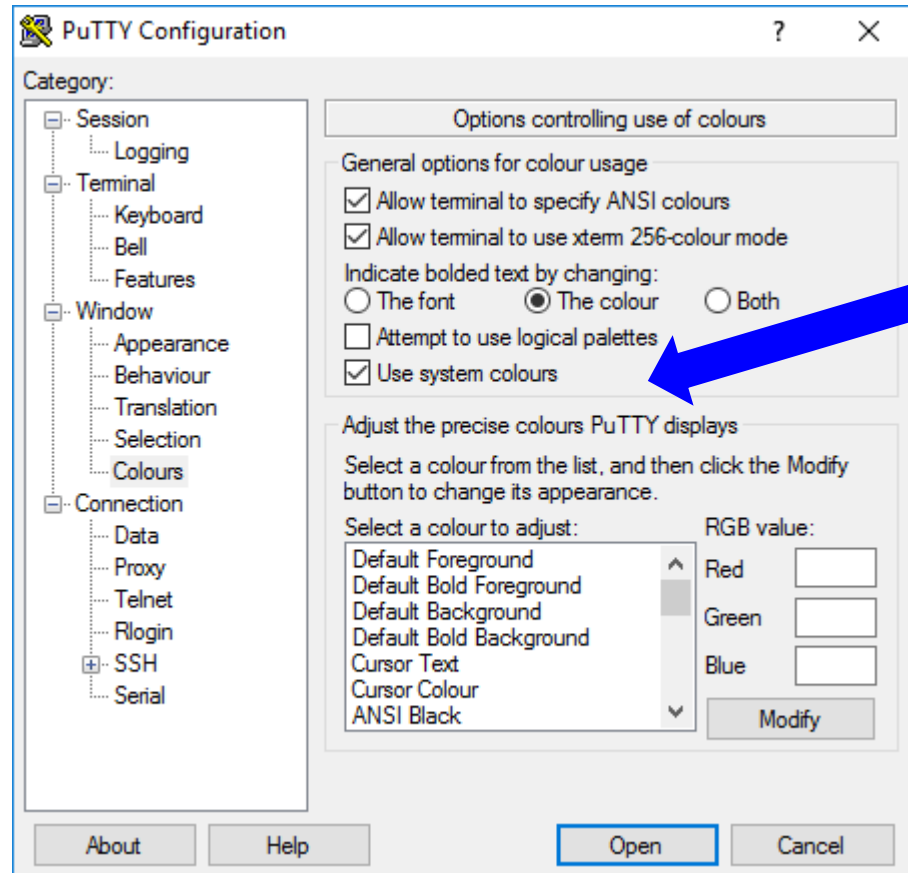 PuTTY Configuration
?
Category:
Session
Logging
Terminal
Keyboard
Bell
Features
Window
Appearance
Behaviour
Translation
Selection
Colours
Connection
Data
Proxy
Telnet
Rlogin
SSH
Serial
Options controlling use of colours
General options for colour usage
Allow terminal to specify ANSI colours
Allow terminal to use xterm 256-colour mode
Indicate bolded text by changing:
The font The colour Both
Attempt to use logical palettes
Use system colours
Adjust the precise colours PuTTY displays
Select a colour from the list, and then click the Modify
button to change its appearance.
Select a colour to adjust:
Default Foreground
Default Bold Foreground
Default Background
Default Bold Background
Cursor Text
Cursor Colour
ANSI Black
RGB value:
Red
Green
Blue
Modify
About Help Open Cancel